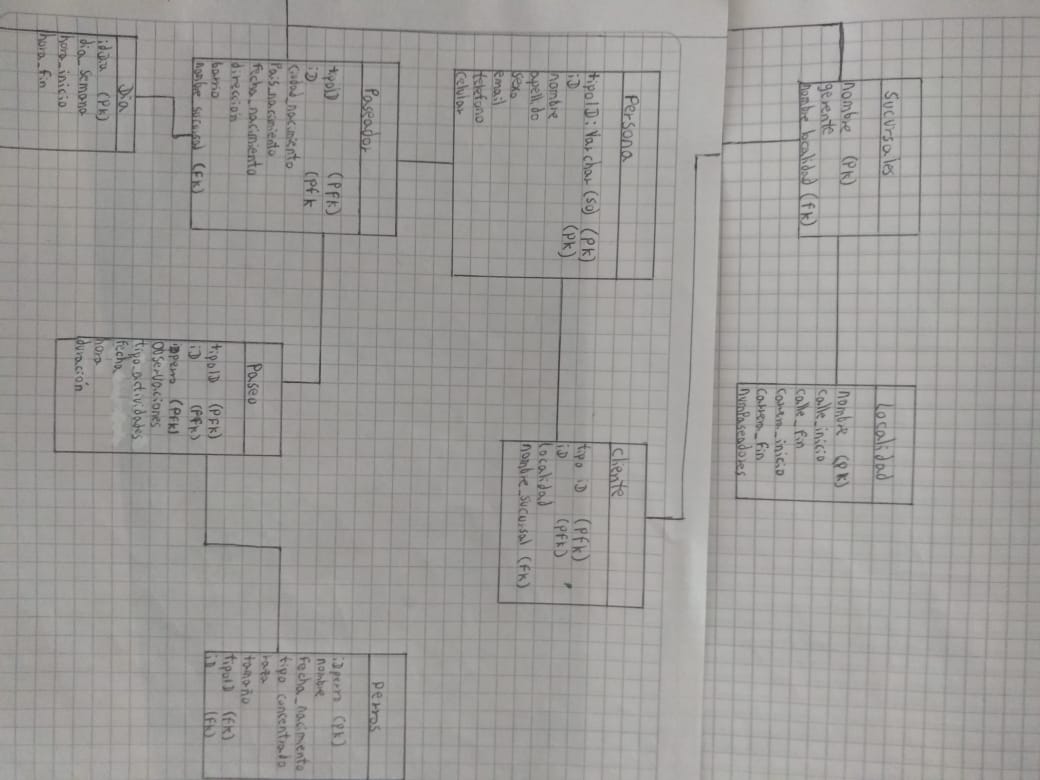 Sucursales
nombre (PK)
gerente
nombre localidad (fk)
Localidad
nombre (PK)
calle_inicio
calle_fin
carrera_inicio
carrera_fin
numPaseadores
Persona
tipoID: Varchar (50) (PK)
iD (PK)
nombre
apellido
sexo
email
telefono
celular
cliente
tipo iD (Pfk)
iD (Pfk)
localidad
nombre_sucursal (fk)
Paseador
tipoID (Pfk)
iD (Pfk
Ciudad_nacimiento
Pais_nacimiento
fecha_nacimiento
dirección
barrio
nombre sucursal (fk)
Perros
iDperro (PK)
nombre
Fecha_nacimiento
tipo concentrado
raza
tamaño
tipoID (fk)
iD (fk)
Paseo
tipoID (PFK)
iD (Pfk)
iDperro (Pfk)
observaciones
tipo_actividades
fecha
hora
duración
Dia
idDia (PK)
dia_Semana
hora_inicio
hora_fin